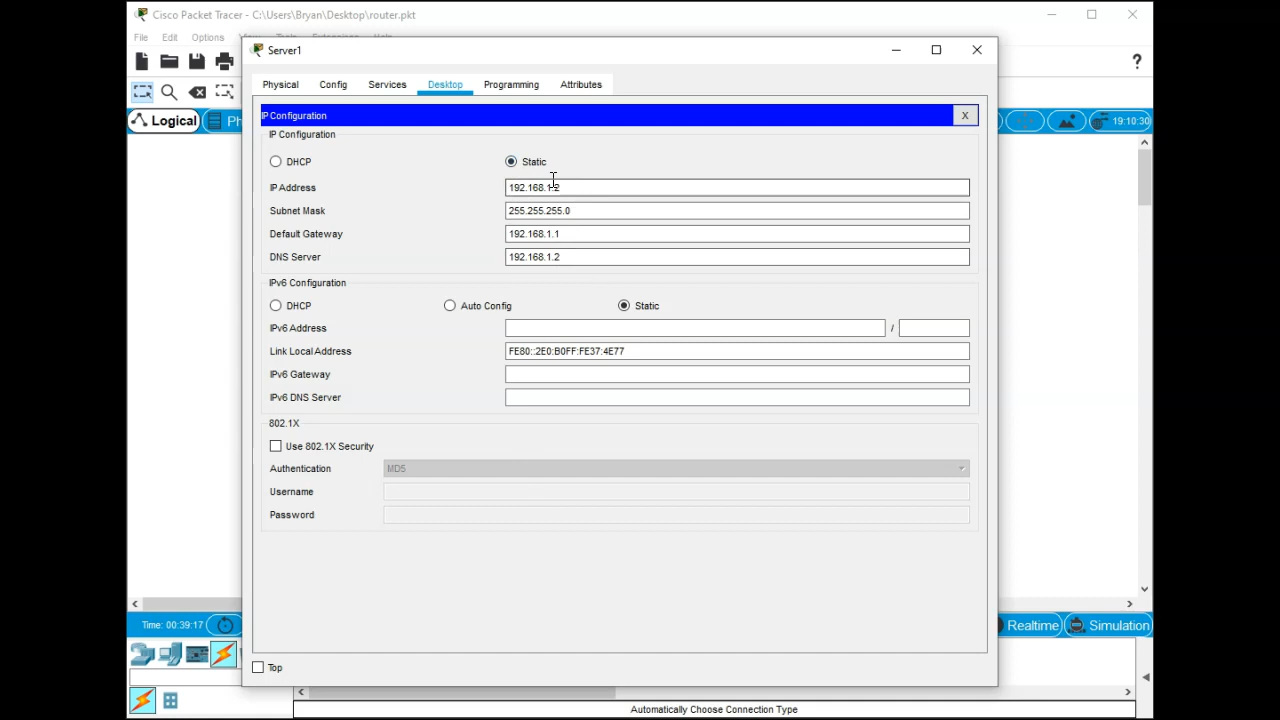 Cisco Packet Tracer - C:\Users\Bryan\Desktop\router.pkt
File Edit Options
Server1
?
Physical Config Services Desktop Programming Attributes
Logical
19:10:30
IP Configuration X
IP Configuration
DHCP Static
IP Address 192.168.1.2
Subnet Mask 255.255.255.0
Default Gateway 192.168.1.1
DNS Server 192.168.1.2
IPv6 Configuration
DHCP Auto Config Static
IPv6 Address /
Link Local Address FE80::2E0:B0FF:FE37:4E77
IPv6 Gateway
IPv6 DNS Server
802.1X
Use 802.1X Security
Authentication MD5
Username
Password
Time: 00:39:17 Realtime Simulation
Top
Automatically Choose Connection Type